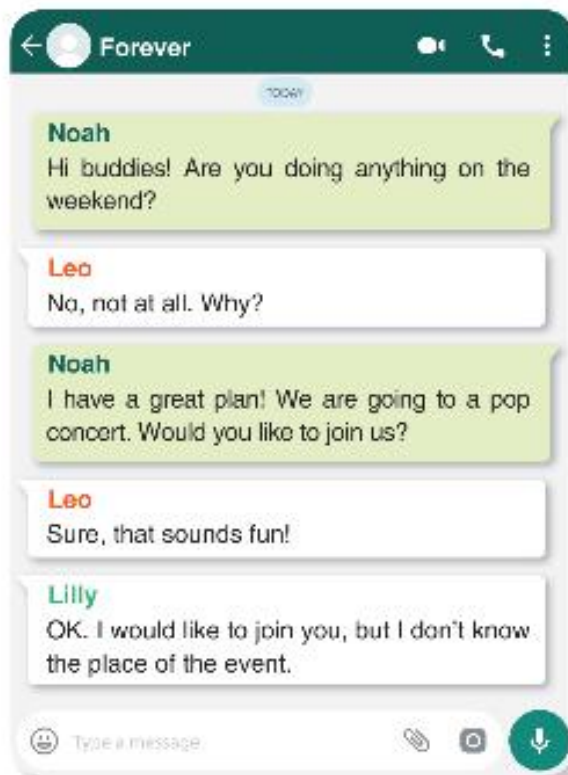 Forever
TODAY
Noah
Hi buddies! Are you doing anything on the
weekend?
Leo
No, not at all. Why?
Noah
I have a great plan! We are going to a pop
concert. Would you like to join us?
Leo
Sure, that sounds fun!
Lilly
OK. I would like to join you, but I don't know
the place of the event.
Type a message